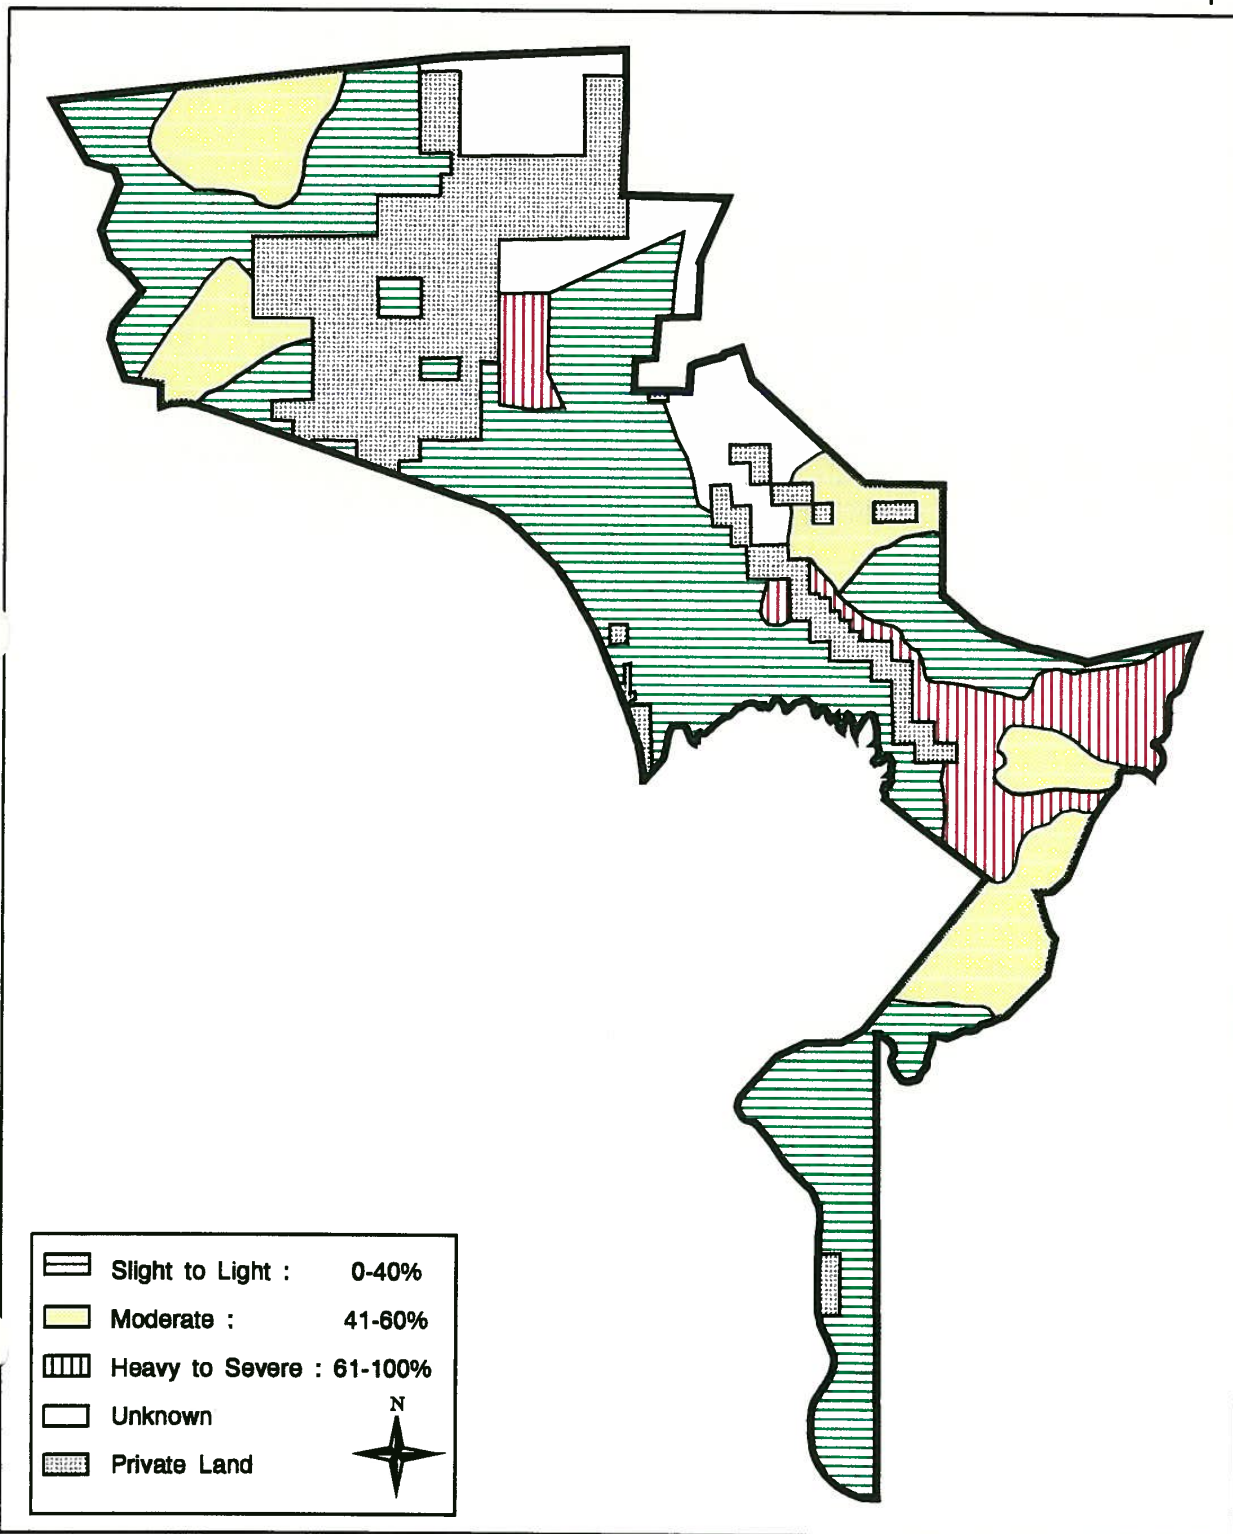 Slight to Light : 0-40%
Moderate : 41-60%
Heavy to Severe : 61-100%
Unknown
N
Private Land